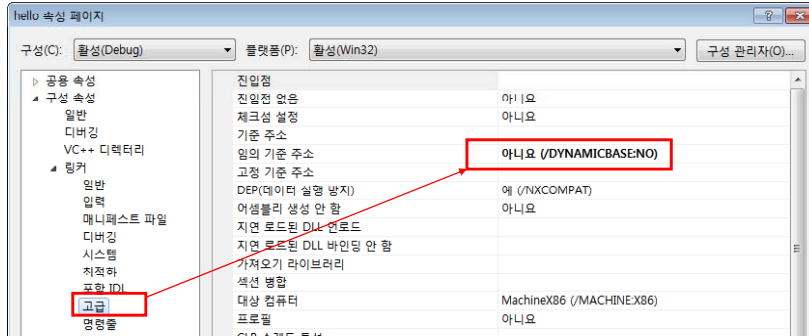 hello 속성 페이지
구성(C): 활성(Debug) 플랫폼(P): 활성(Win32) 구성 관리자(O)...
공용 속성
구성 속성
일반
디버깅
VC++ 디렉터리
링커
일반
입력
매니페스트 파일
디버깅
시스템
최적화
포함 IDL
고급
명령줄
진입점
진입점 없음 아니요
체크섬 설정 아니요
기준 주소
임의 기준 주소 아니요 (/DYNAMICBASE:NO)
고정 기준 주소
DEP(데이터 실행 방지) 예 (/NXCOMPAT)
어셈블리 생성 안 함 아니요
지연 로드된 DLL 언로드
지연 로드된 DLL 바인딩 안 함
가져오기 라이브러리
섹션 병합
대상 컴퓨터 MachineX86 (/MACHINE:X86)
프로필 아니요